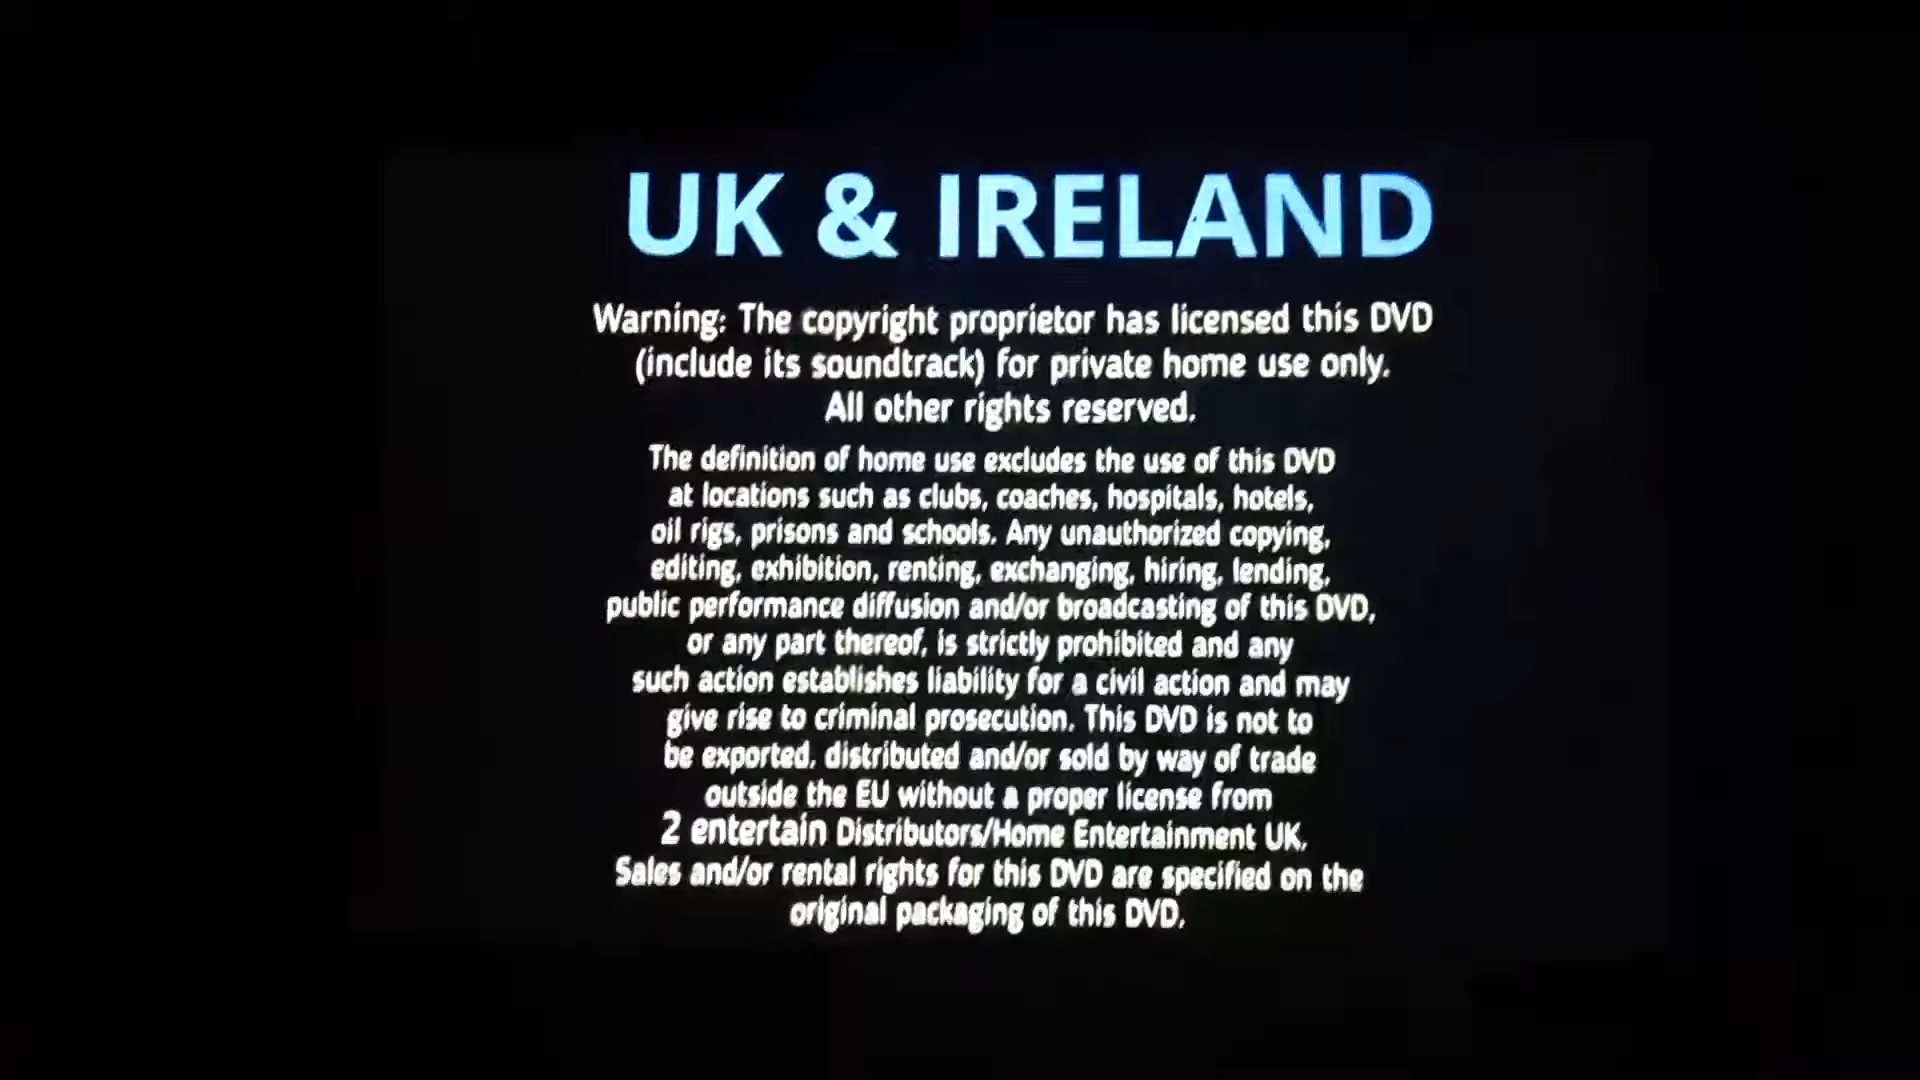 UK & IRELAND
Warning: The copyright proprietor has licensed this DVD
(include its soundtrack) for private home use only.
All other rights reserved.
The definition of home use excludes the use of this DVD
at locations such as clubs, coaches, hospitals, hotels,
oil rigs, prisons and schools. Any unauthorized copying,
editing, exhibition, renting, exchanging, hiring, lending,
public performance diffusion and/or broadcasting of this DVD,
or any part thereof, is strictly prohibited and any
such action establishes liability for a civil action and may
give rise to criminal prosecution. This DVD is not to
be exported, distributed and/or sold by way of trade
outside the EU without a proper license from
2 entertain Distributors/Home Entertainment UK.
Sales and/or rental rights for this DVD are specified on the
original packaging of this DVD.